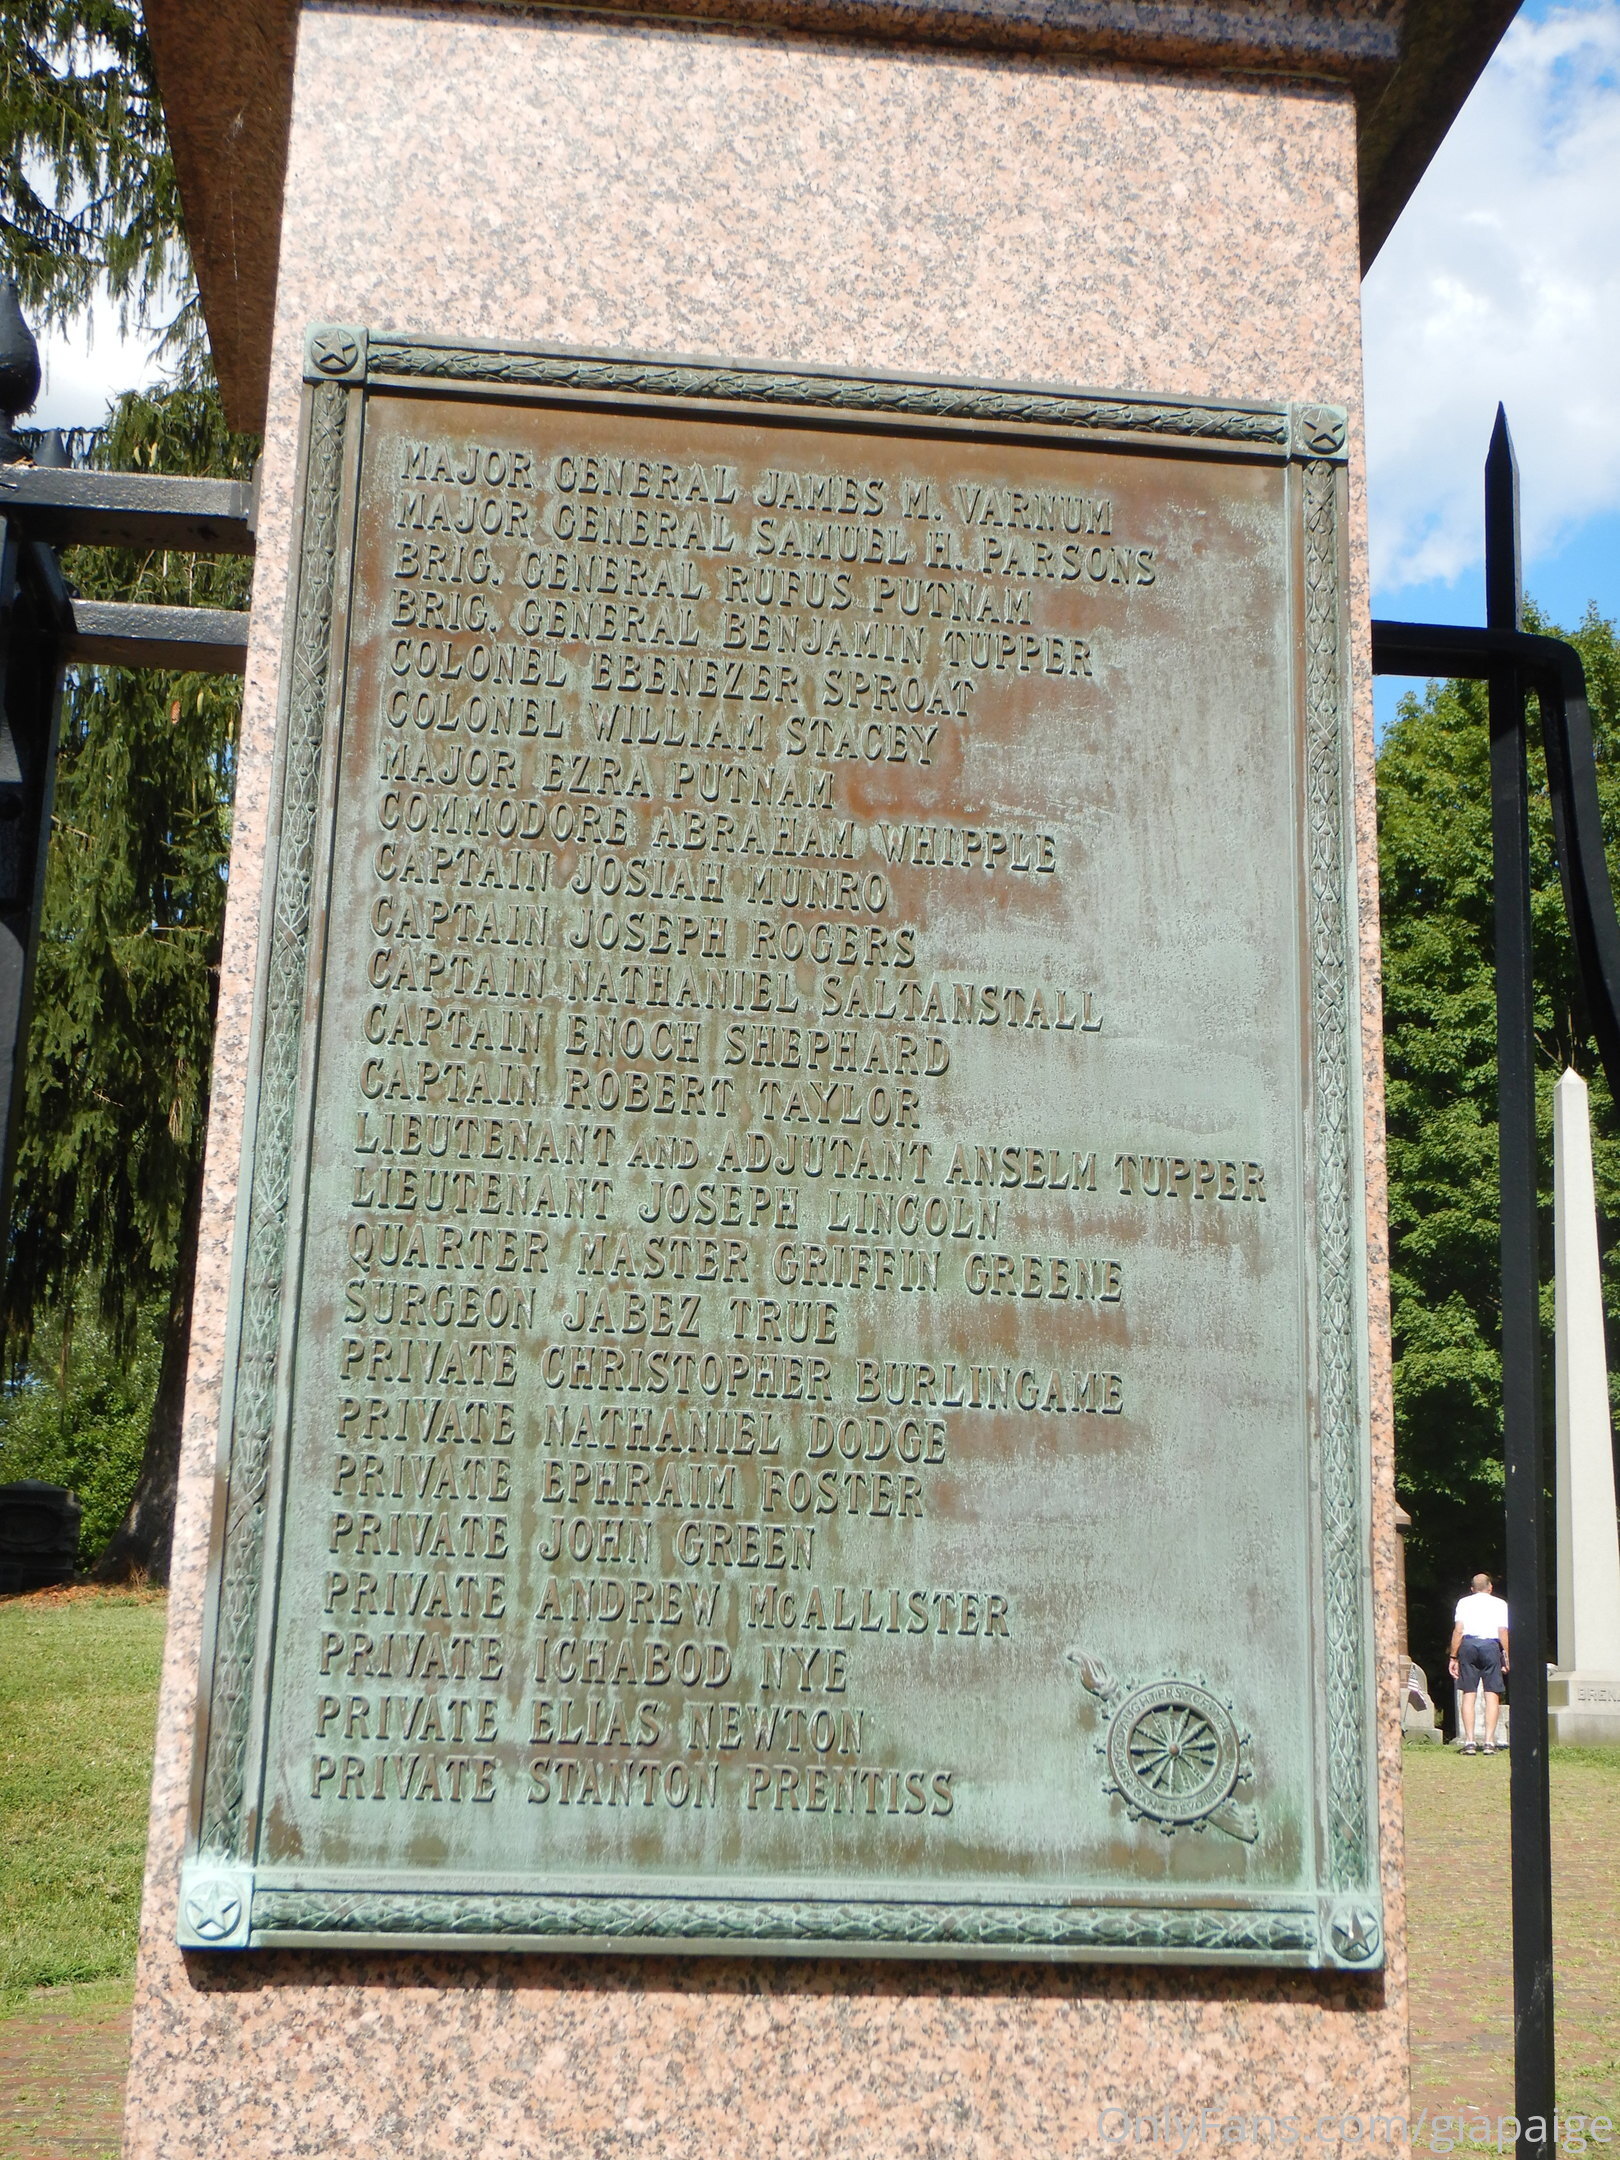 MAJOR GENERAL JAMES M. VARNUM
MAJOR GENERAL SAMUEL H. PARSONS
BRIG. GENERAL RUFUS PUTNAM
BRIG. GENERAL BENJAMIN TUPPER
COLONEL EBENEZER SPROAT
COLONEL WILLIAM STACEY
MAJOR EZRA PUTNAM
COMMODORE ABRAHAM WHIPPLE
CAPTAIN JOSIAH MUNRO
CAPTAIN JOSEPH ROGERS
CAPTAIN NATHANIEL SALTANSTALL
CAPTAIN ENOCH SHEPHARD
CAPTAIN ROBERT TAYLOR
LIEUTENANT AND ADJUTANT ANSELM TUPPER
LIEUTENANT JOSEPH LINCOLN
QUARTER MASTER GRIFFIN GREENE
SURGEON JABEZ TRUE
PRIVATE CHRISTOPHER BURLINGAME
PRIVATE NATHANIEL DODGE
PRIVATE EPHRAIM FOSTER
PRIVATE JOHN GREEN
PRIVATE ANDREW McALLISTER
PRIVATE ICHABOD NYE
PRIVATE ELIAS NEWTON
PRIVATE STANTON PRENTISS
OnlyFans.com/giapaige